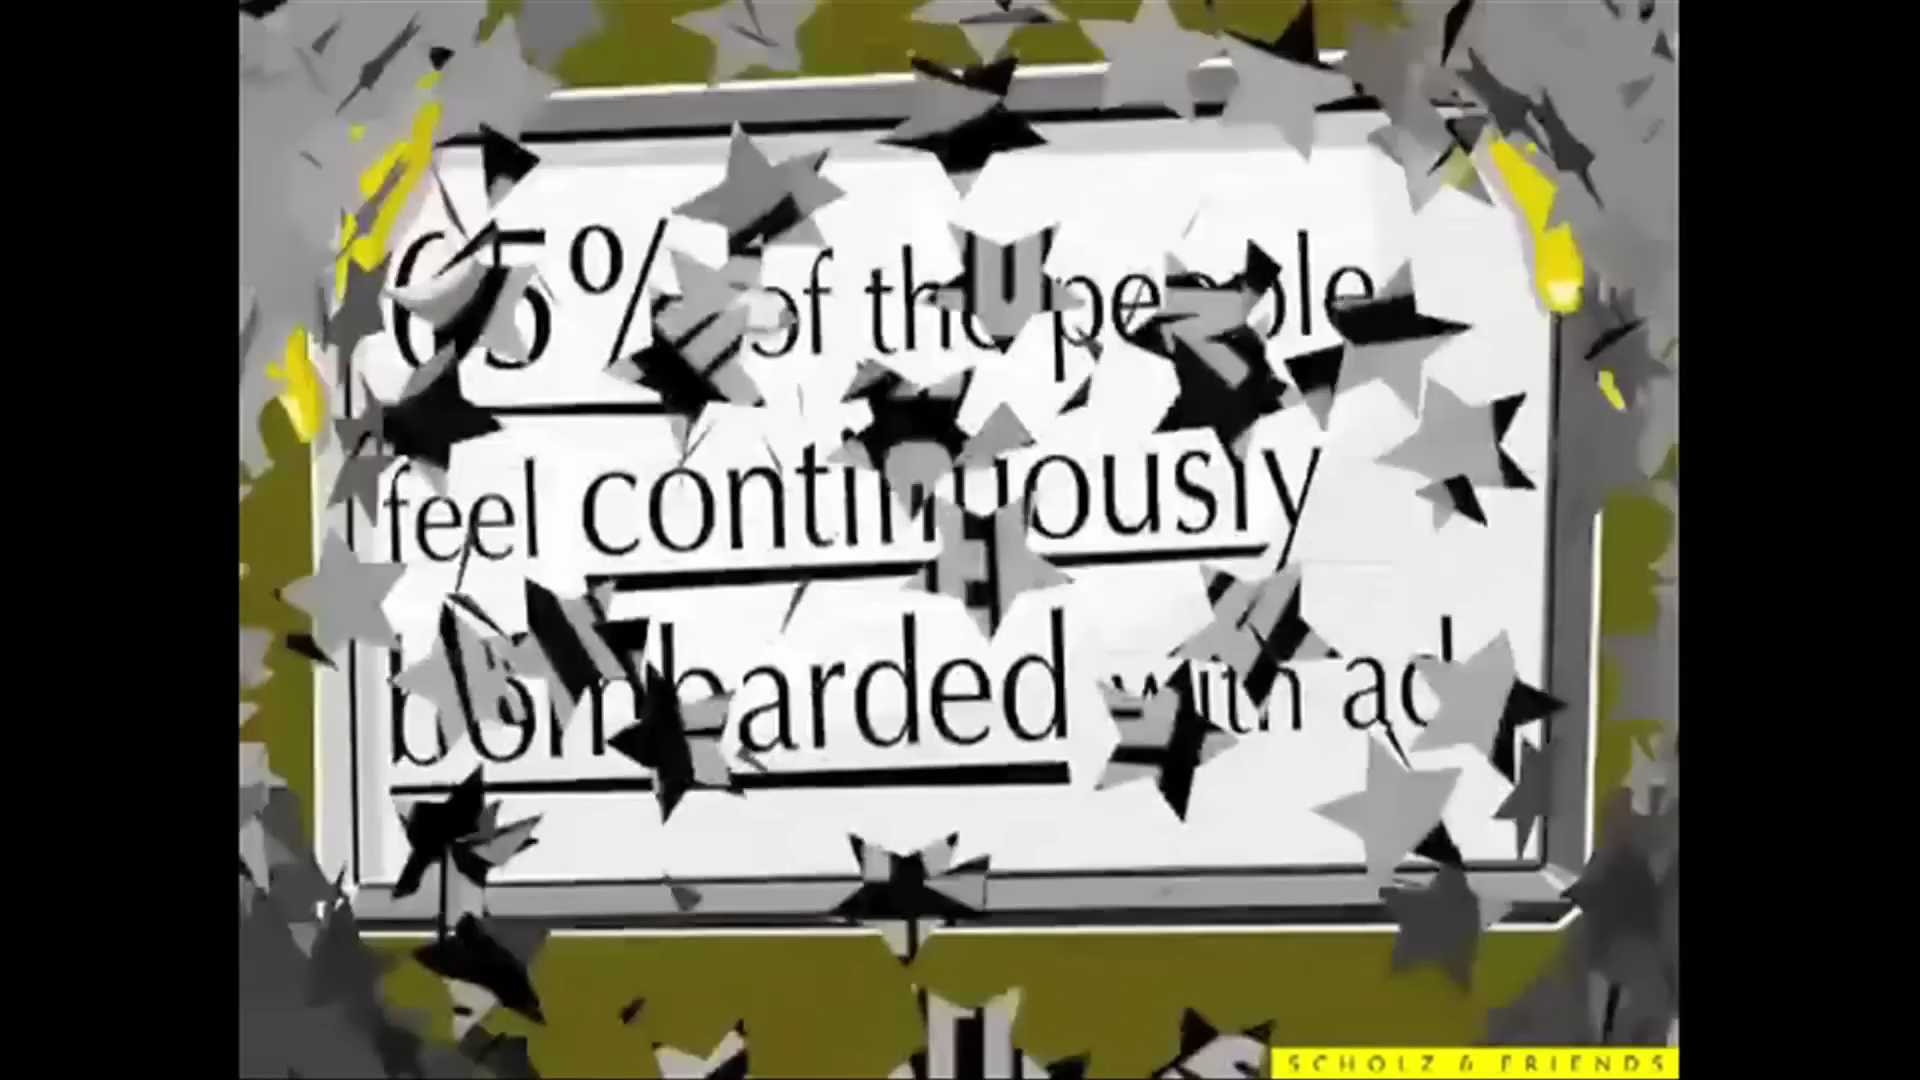 65% of the people
feel continuously
bombarded with ad
SCHOLZ & FRIENDS